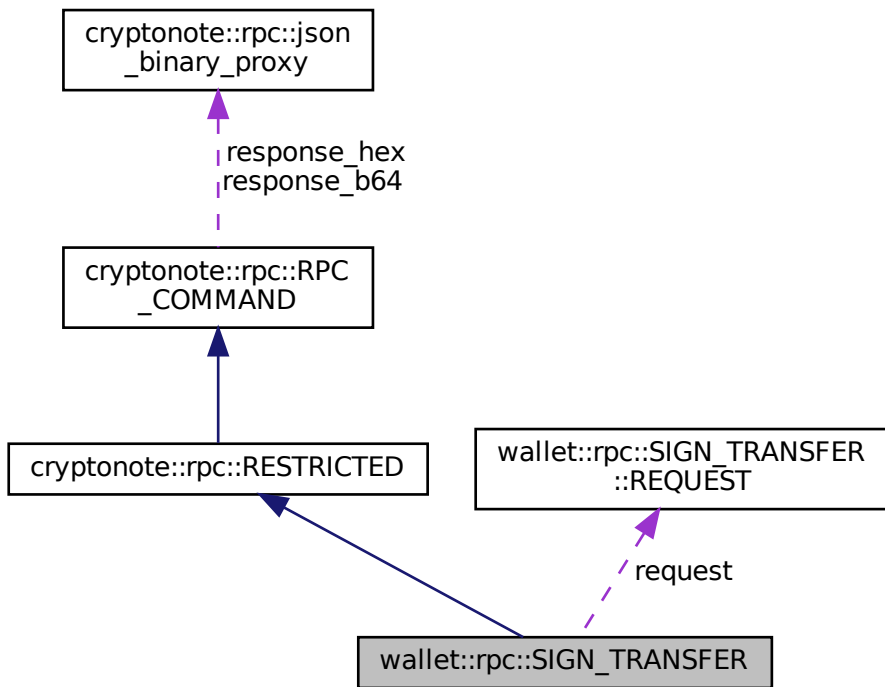 cryptonote::rpc::json
_binary_proxy
response_hex
response_b64
cryptonote::rpc::RPC
_COMMAND
cryptonote::rpc::RESTRICTED
wallet::rpc::SIGN_TRANSFER
::REQUEST
request
wallet::rpc::SIGN_TRANSFER